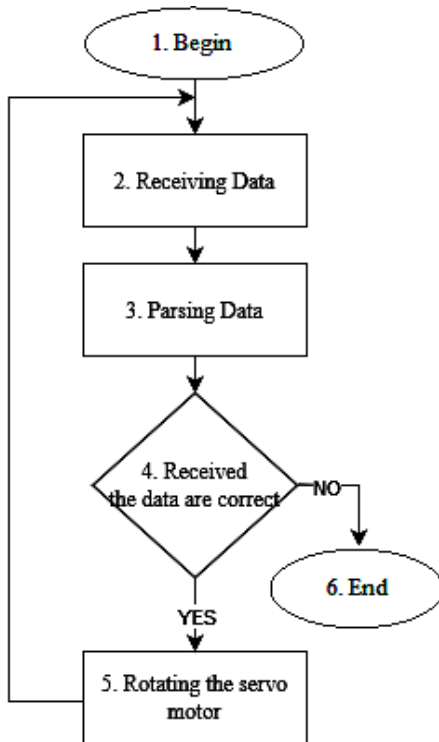 1. Begin
2. Receiving Data
3. Parsing Data
4. Received
the data are correct
NO
6. End
YES
5. Rotating the servo
motor